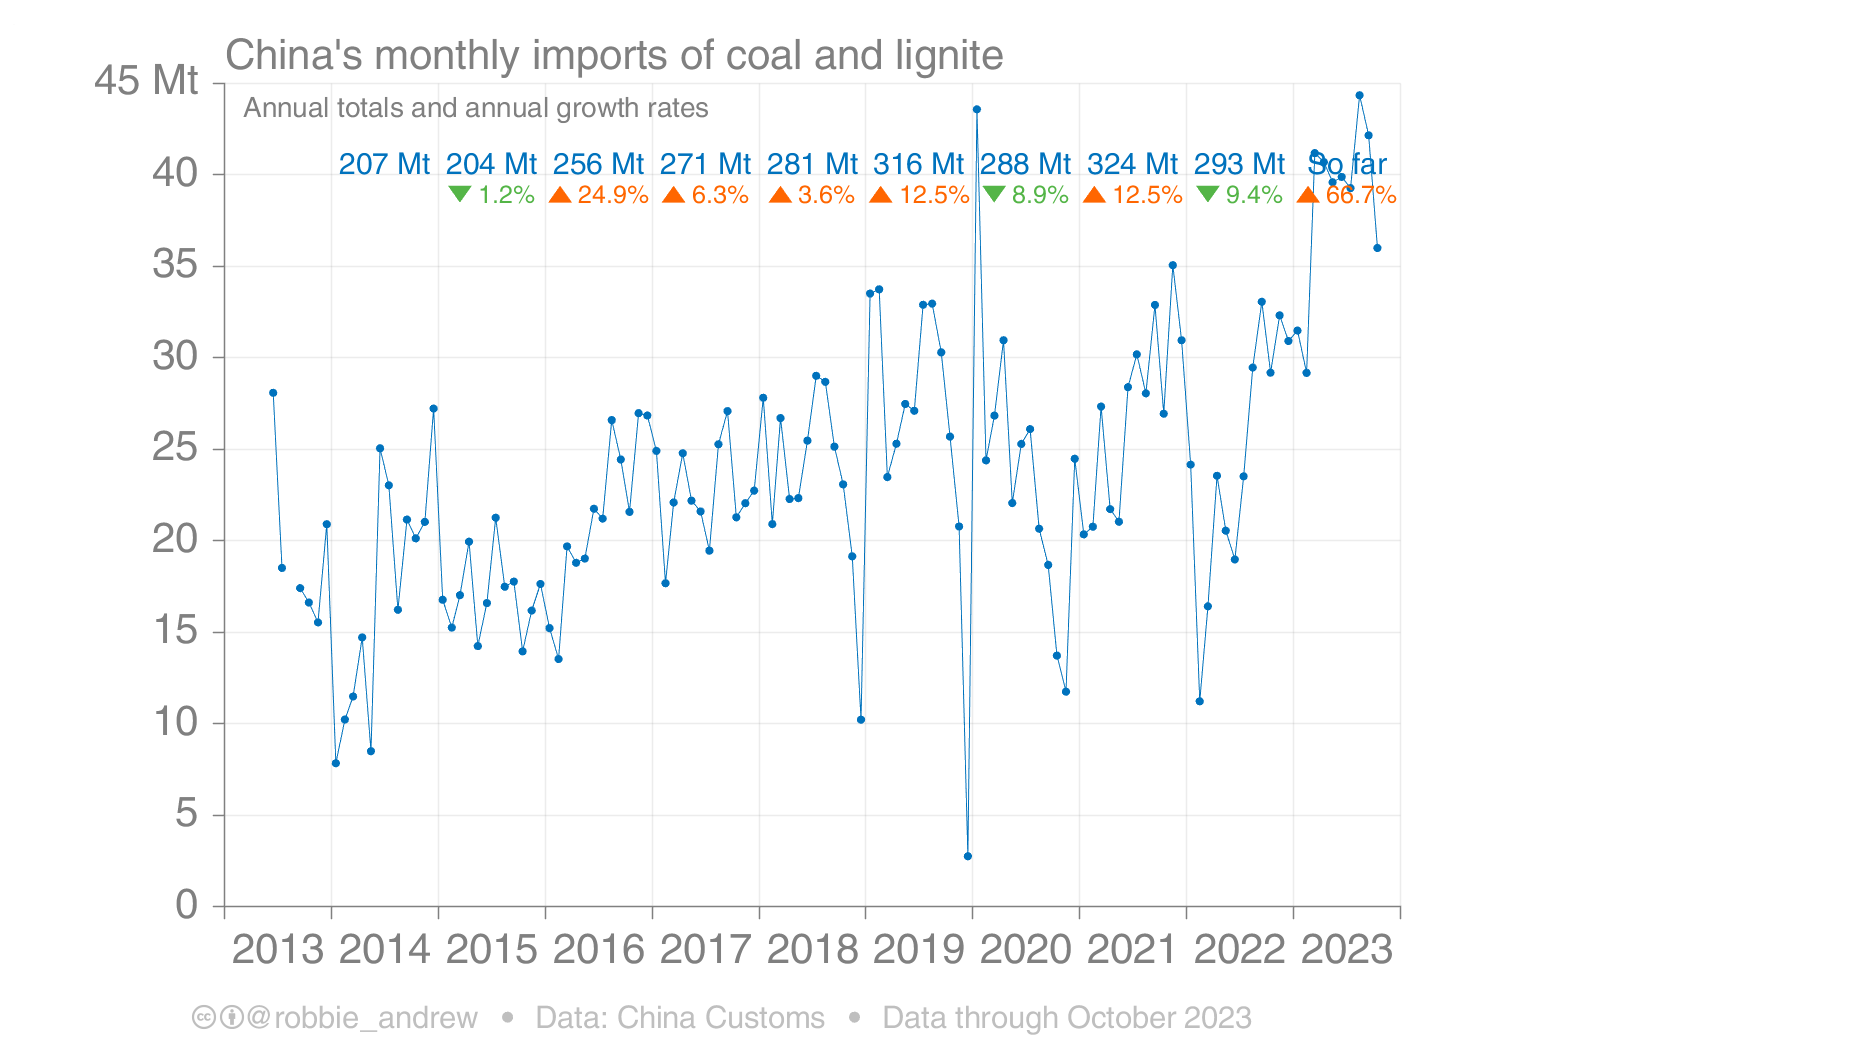 China's monthly imports of coal and lignite
45 Mt
Annual totals and annual growth rates
207 Mt 204 Mt 256 Mt 271 Mt 281 Mt 316 Mt 288 Mt 324 Mt 293 Mt So far
40
▼ 1.2% ▲ 24.9% ▲ 6.3% ▲ 3.6% ▲ 12.5% ▼ 8.9% ▲ 12.5% ▼ 9.4% ▲ 66.7%
35
30
25
20
15
10
5
0
2013 2014 2015 2016 2017 2018 2019 2020 2021 2022 2023
cc @robbie_andrew • Data: China Customs • Data through October 2023